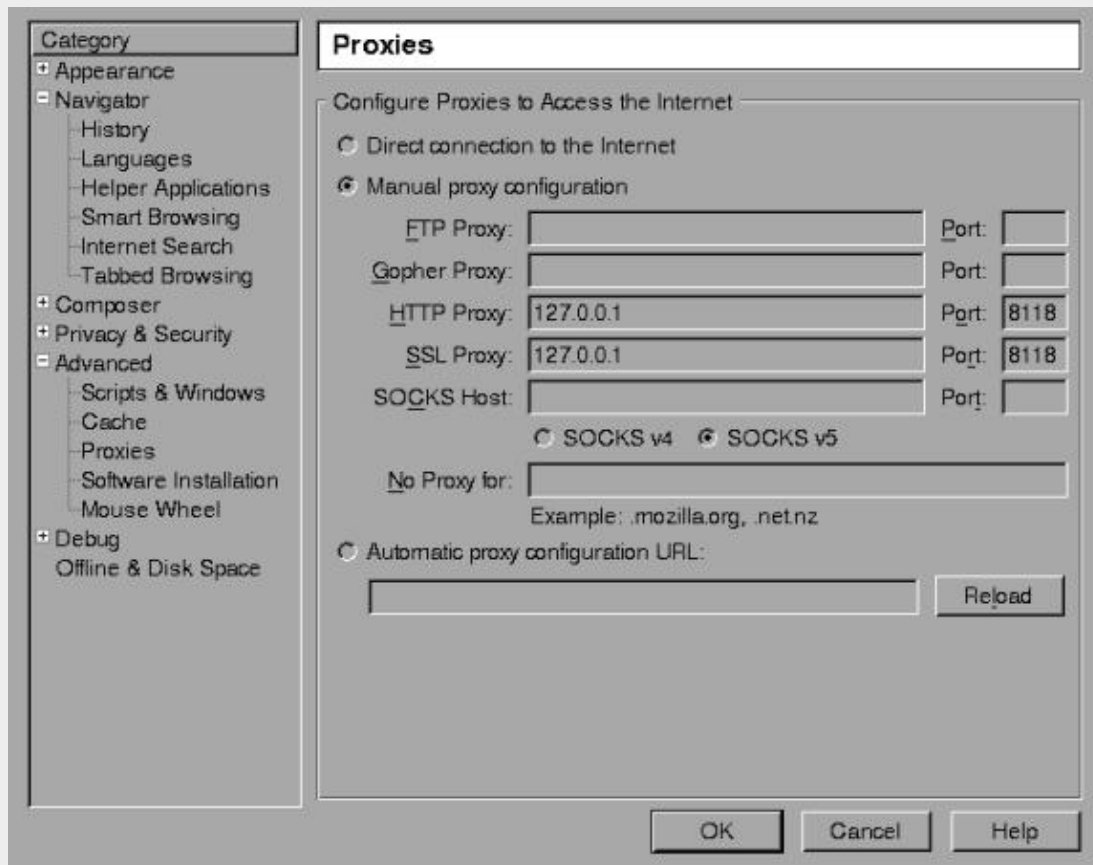 Category
Appearance
Navigator
History
Languages
Helper Applications
Smart Browsing
Internet Search
Tabbed Browsing
Composer
Privacy & Security
Advanced
Scripts & Windows
Cache
Proxies
Software Installation
Mouse Wheel
Debug
Offline & Disk Space
Proxies
Configure Proxies to Access the Internet
Direct connection to the Internet
Manual proxy configuration
FTP Proxy: Port:
Gopher Proxy: Port:
HTTP Proxy: 127.0.0.1 Port: 8118
SSL Proxy: 127.0.0.1 Port: 8118
SOCKS Host: Port:
SOCKS v4 SOCKS v5
No Proxy for:
Example: .mozilla.org, .net.nz
Automatic proxy configuration URL:
Reload
OK Cancel Help